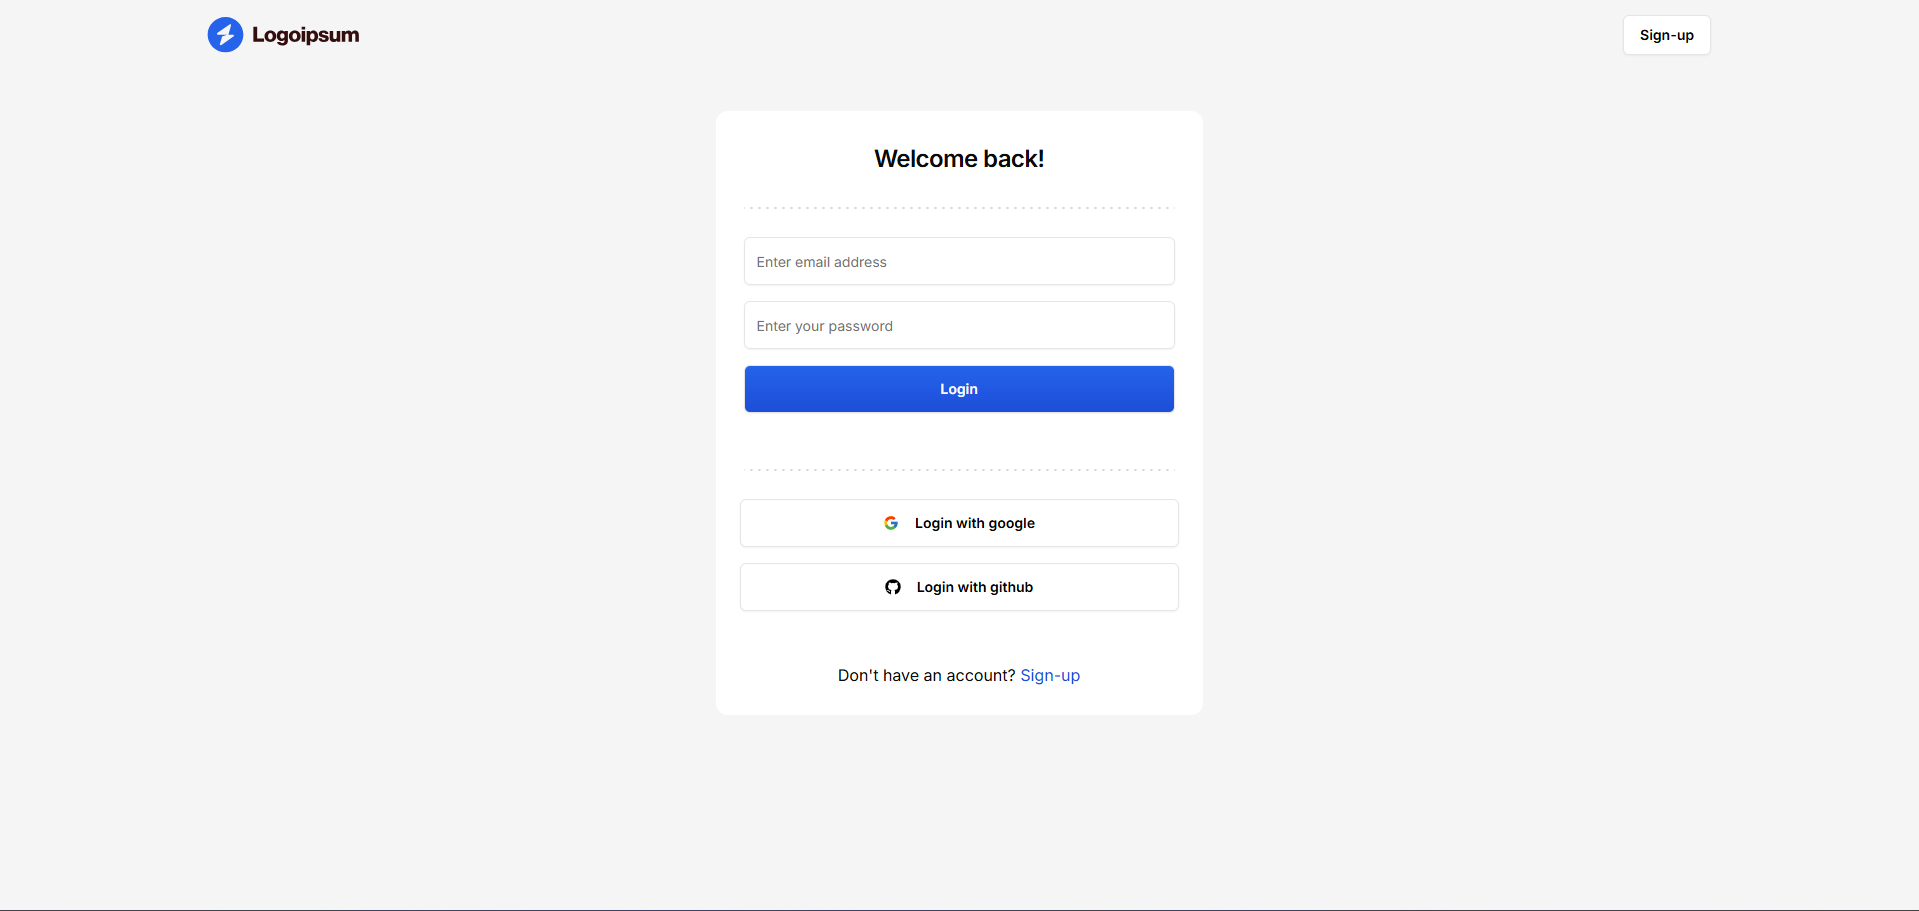 Logoipsum
Sign-up
Welcome back!
Enter email address
Enter your password
Login
Login with google
Login with github
Don't have an account? Sign-up